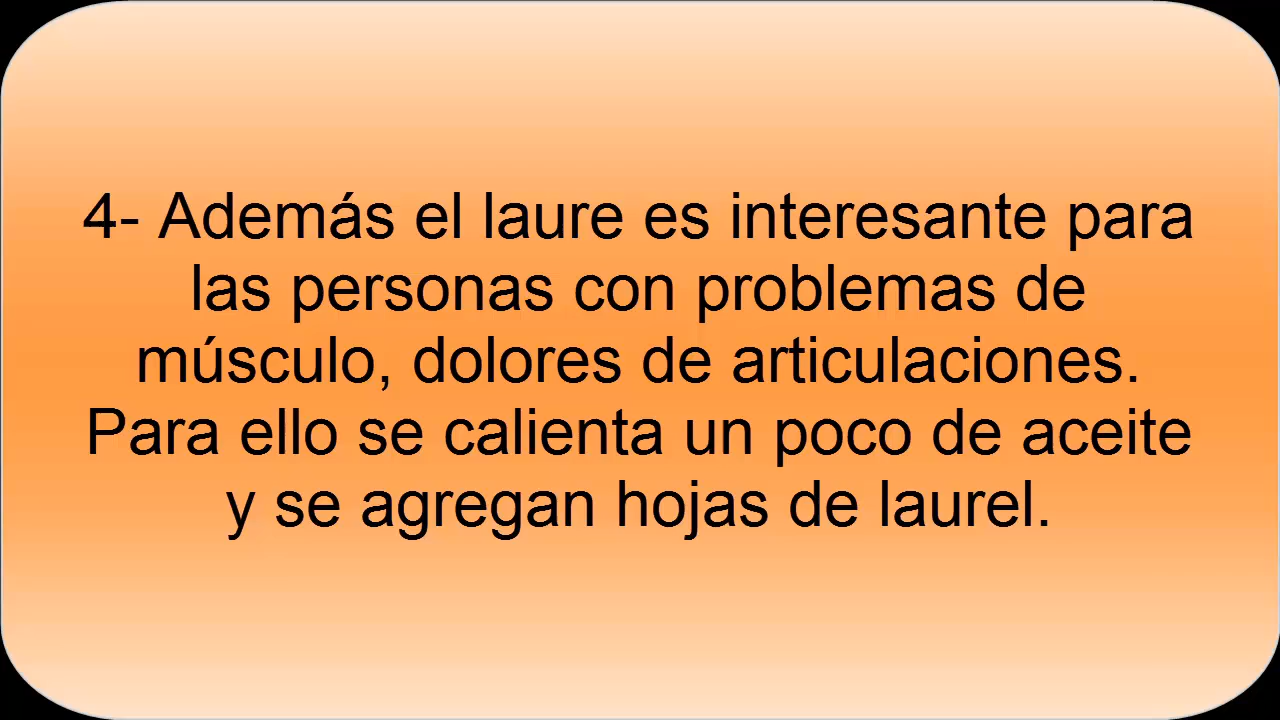 4- Además el laure es interesante para
las personas con problemas de
músculo, dolores de articulaciones.
Para ello se calienta un poco de aceite
y se agregan hojas de laurel.